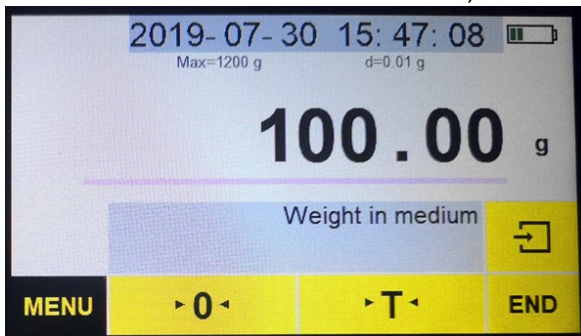 2019-07-30 15:47:08
Max=1200 g d=0.01 g
100.00 g
Weight in medium
MENU ▸0◂ ▸T◂ END